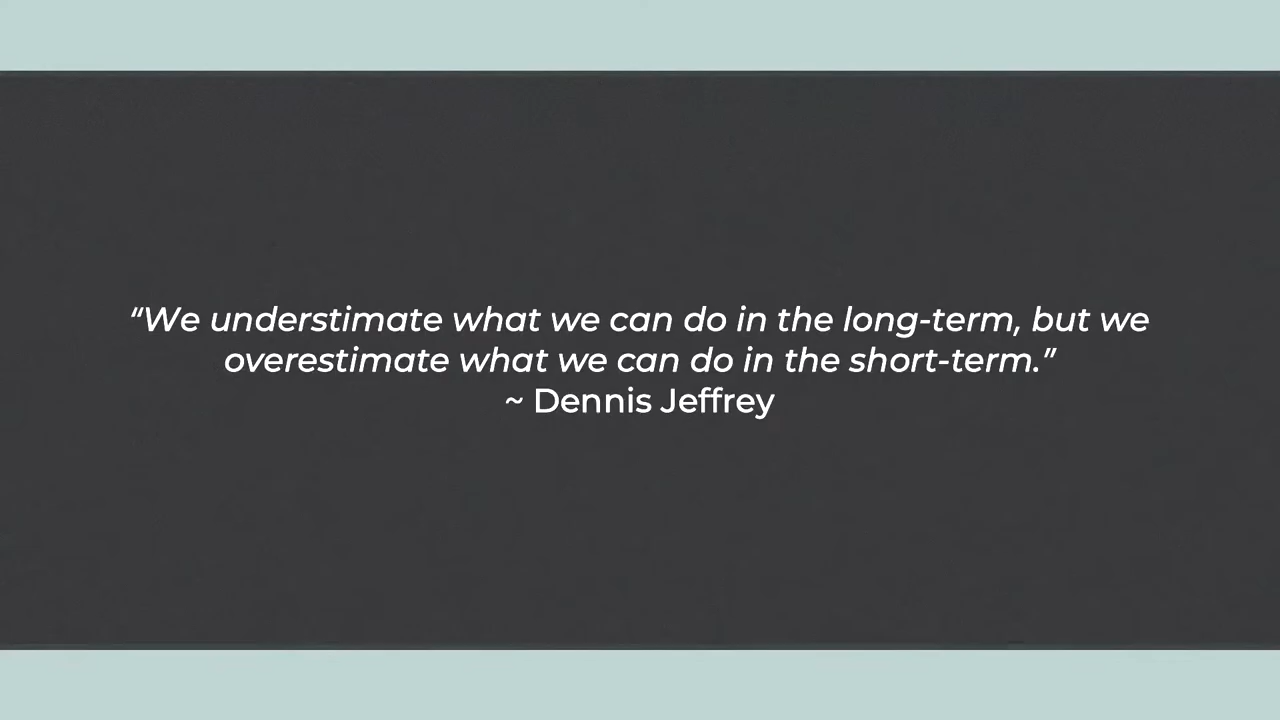 “We understimate what we can do in the long-term, but we
overestimate what we can do in the short-term.”
~ Dennis Jeffrey